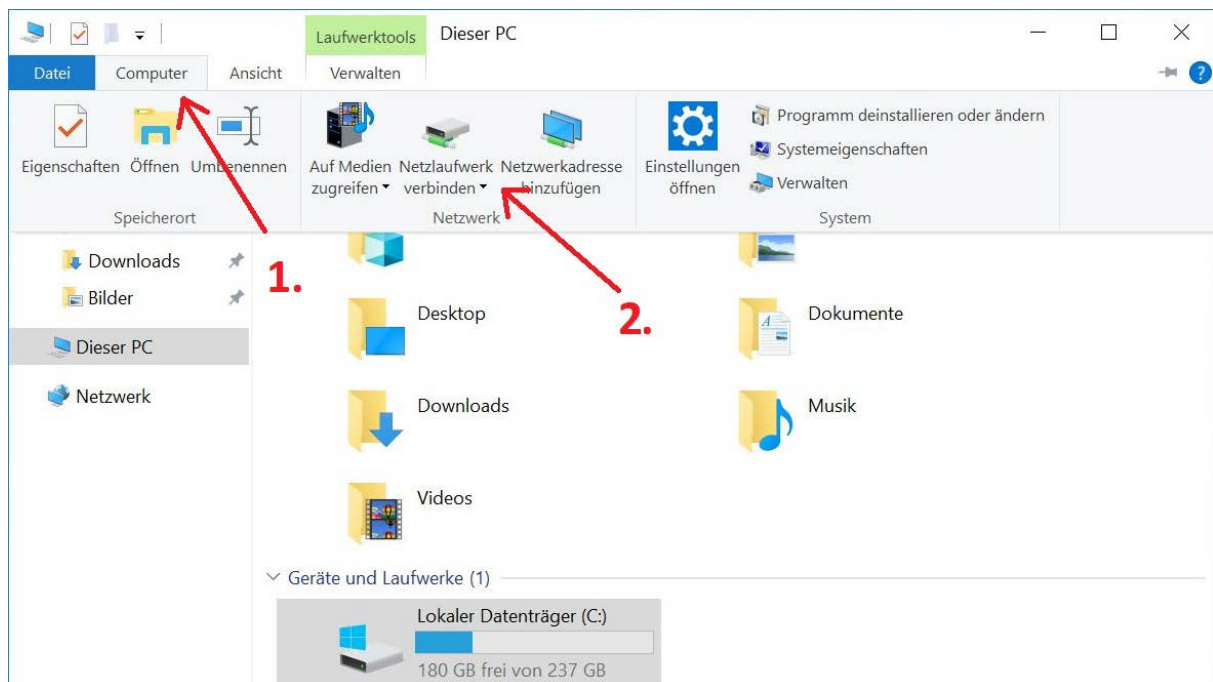 Laufwerktools
Dieser PC
Datei
Computer
Ansicht
Verwalten
Eigenschaften
Öffnen
Umbenennen
Speicherort
Auf Medien
zugreifen
Netzlaufwerk
verbinden
Netzwerkadresse
hinzufügen
Netzwerk
Einstellungen
öffnen
Programm deinstallieren oder ändern
Systemeigenschaften
Verwalten
System
Downloads
Bilder
Dieser PC
Netzwerk
1.
2.
Desktop
Dokumente
Downloads
Musik
Videos
Geräte und Laufwerke (1)
Lokaler Datenträger (C:)
180 GB frei von 237 GB